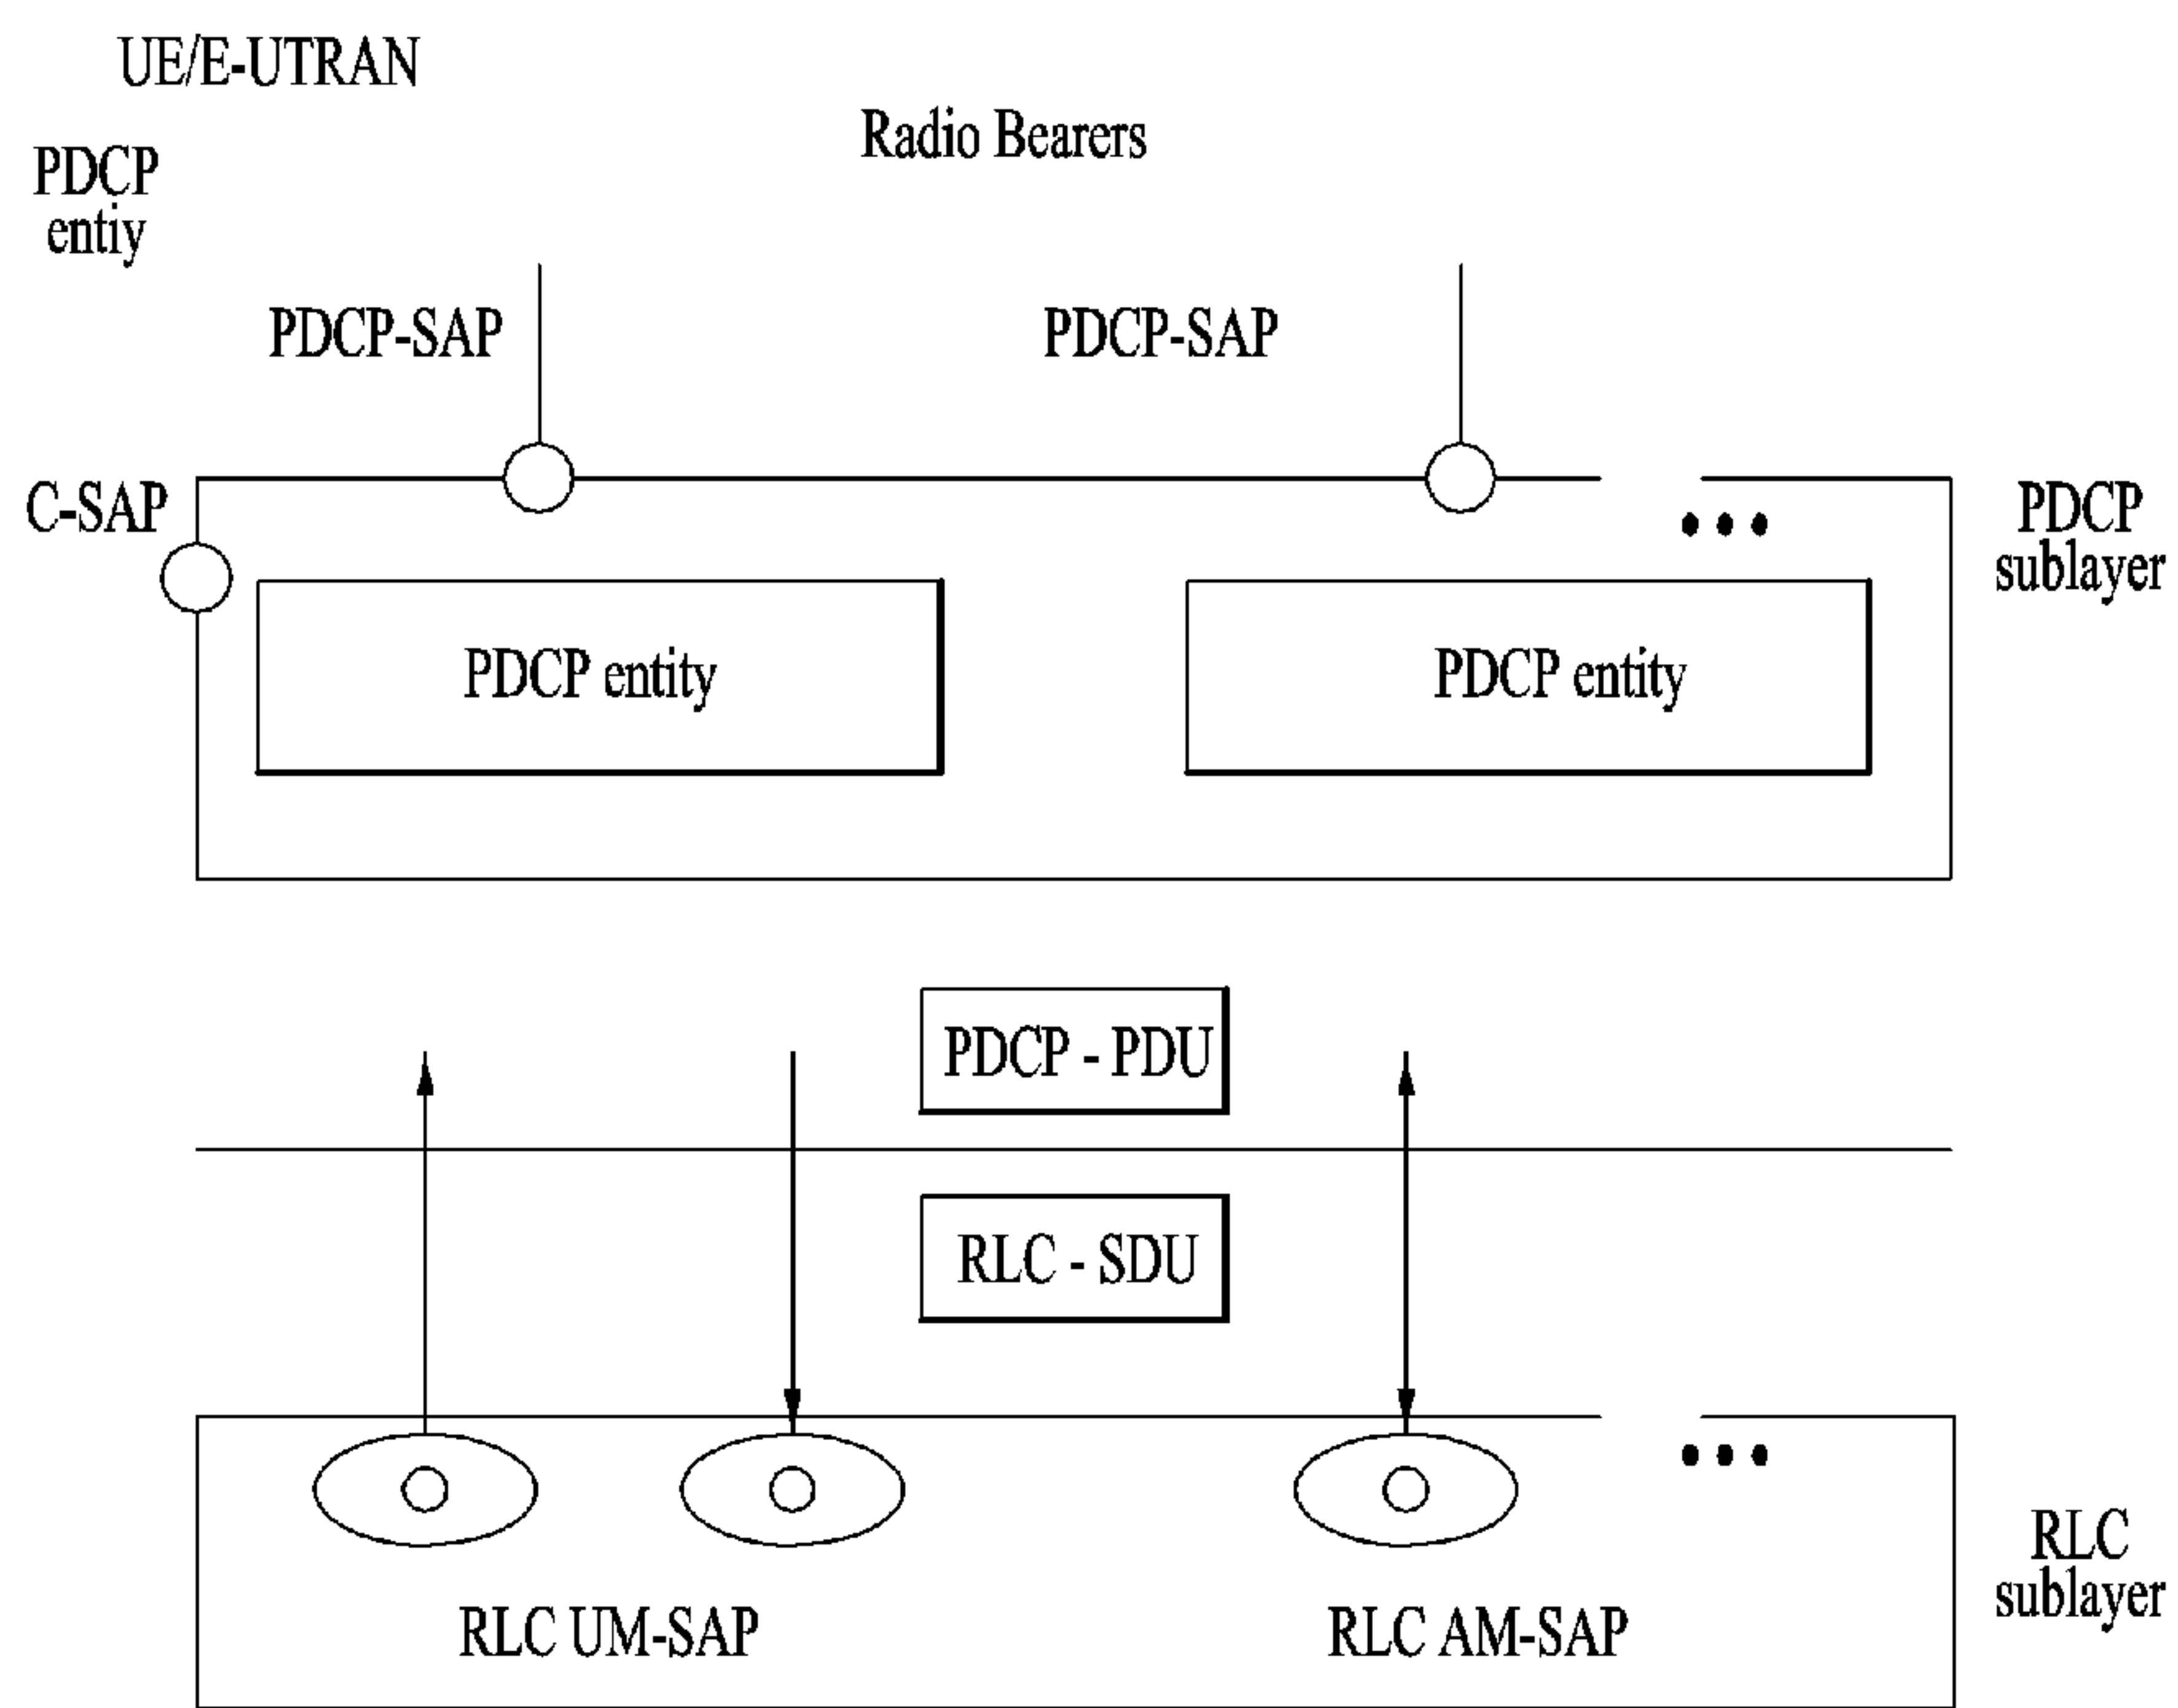 UE/E-UTRAN
Radio Bearers
PDCP
entiy
PDCP-SAP
PDCP-SAP
C-SAP
PDCP
sublayer
PDCP entity
PDCP entity
PDCP - PDU
RLC - SDU
RLC
sublayer
RLC UM-SAP
RLC AM-SAP